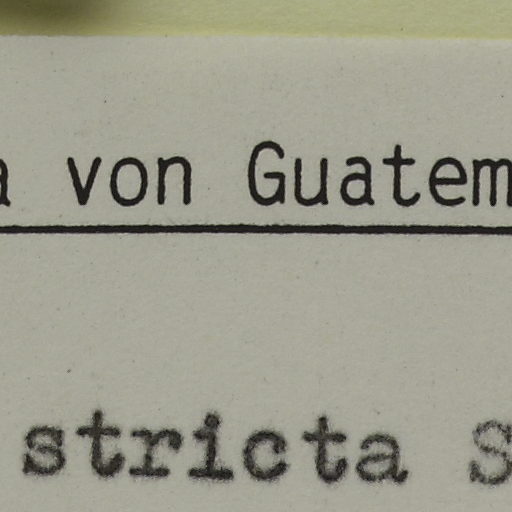 a von Guatem
stricta S